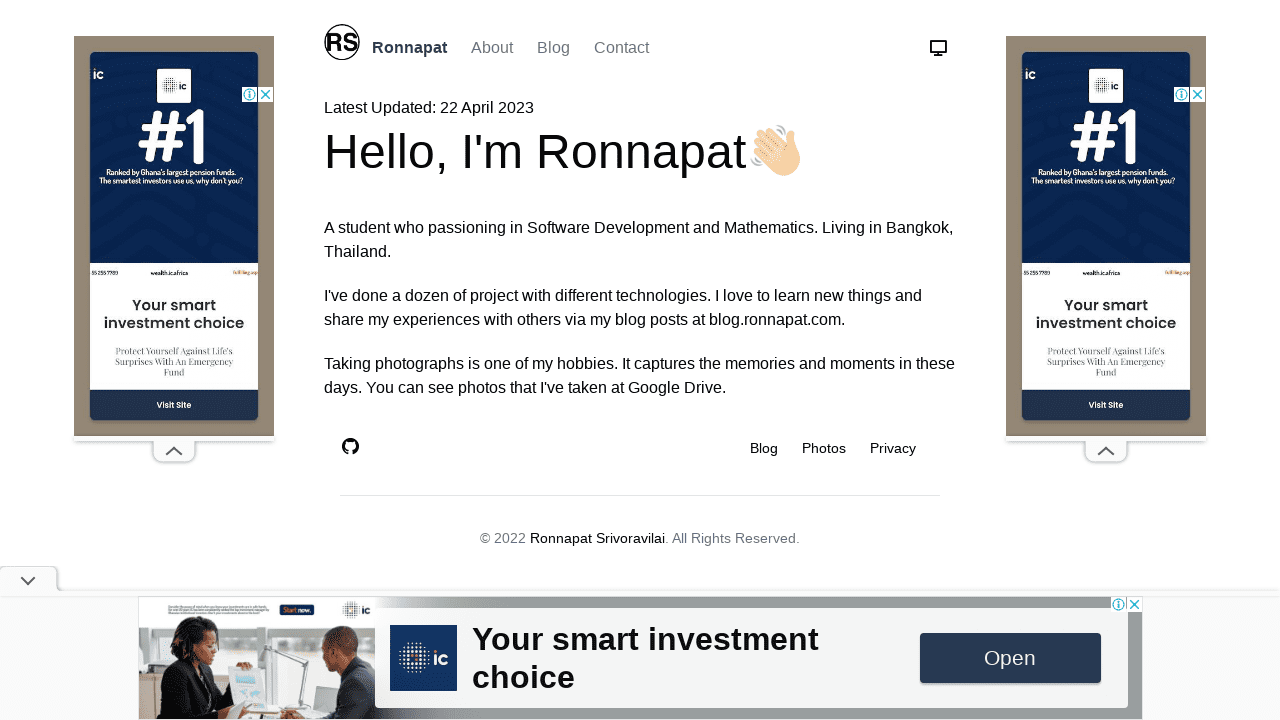 RS
Ronnapat
About
Blog
Contact
Latest Updated: 22 April 2023
Hello, I'm Ronnapat
A student who passioning in Software Development and Mathematics. Living in Bangkok,
Thailand.
I've done a dozen of project with different technologies. I love to learn new things and
share my experiences with others via my blog posts at blog.ronnapat.com.
Taking photographs is one of my hobbies. It captures the memories and moments in these
days. You can see photos that I've taken at Google Drive.
Blog
Photos
Privacy
© 2022 Ronnapat Srivoravilai. All Rights Reserved.
ic
ic
#1
Ranked by Ghana's largest pension funds.
The smartest investors use us, why don't you?
wealth.ic.africa
Your smart
investment choice
Protect Yourself Against Life's
Surprises With An Emergency
Fund
Visit Site
ic
ic
#1
Ranked by Ghana's largest pension funds.
The smartest investors use us, why don't you?
wealth.ic.africa
Your smart
investment choice
Protect Yourself Against Life's
Surprises With An Emergency
Fund
Visit Site
Start now.
ic
ic
Your smart investment
choice
Open